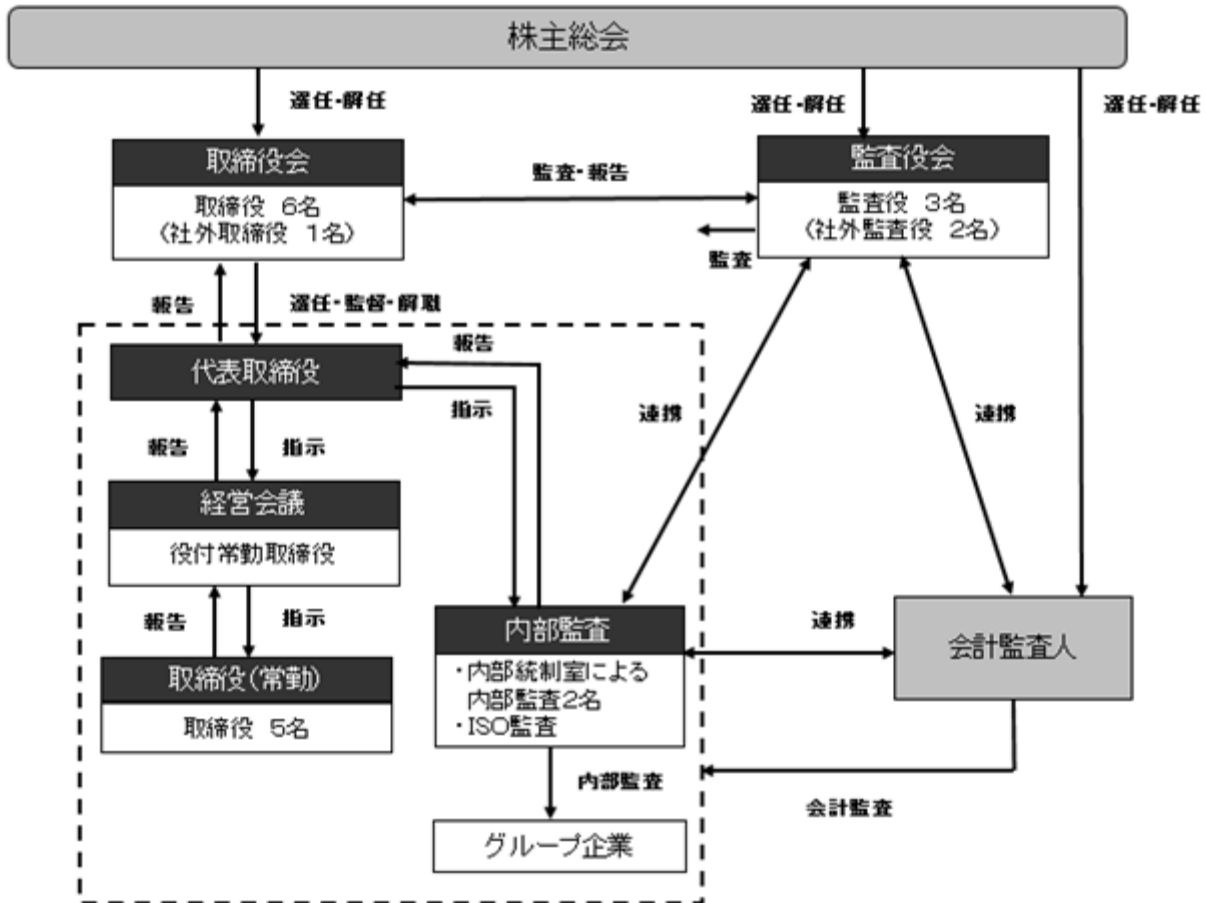 株主総会
選任・解任
選任・解任
選任・解任
取締役会
取締役 6名
(社外取締役 1名)
監査・報告
監査役会
監査役 3名
(社外監査役 2名)
監査
報告
選任・監督・解職
代表取締役
報告
指示
連携
連携
報告
指示
経営会議
役付常勤取締役
報告
指示
取締役(常勤)
取締役 5名
内部監査
・内部統制室による
内部監査2名
・ISO監査
連携
会計監査人
内部監査
会計監査
グループ企業